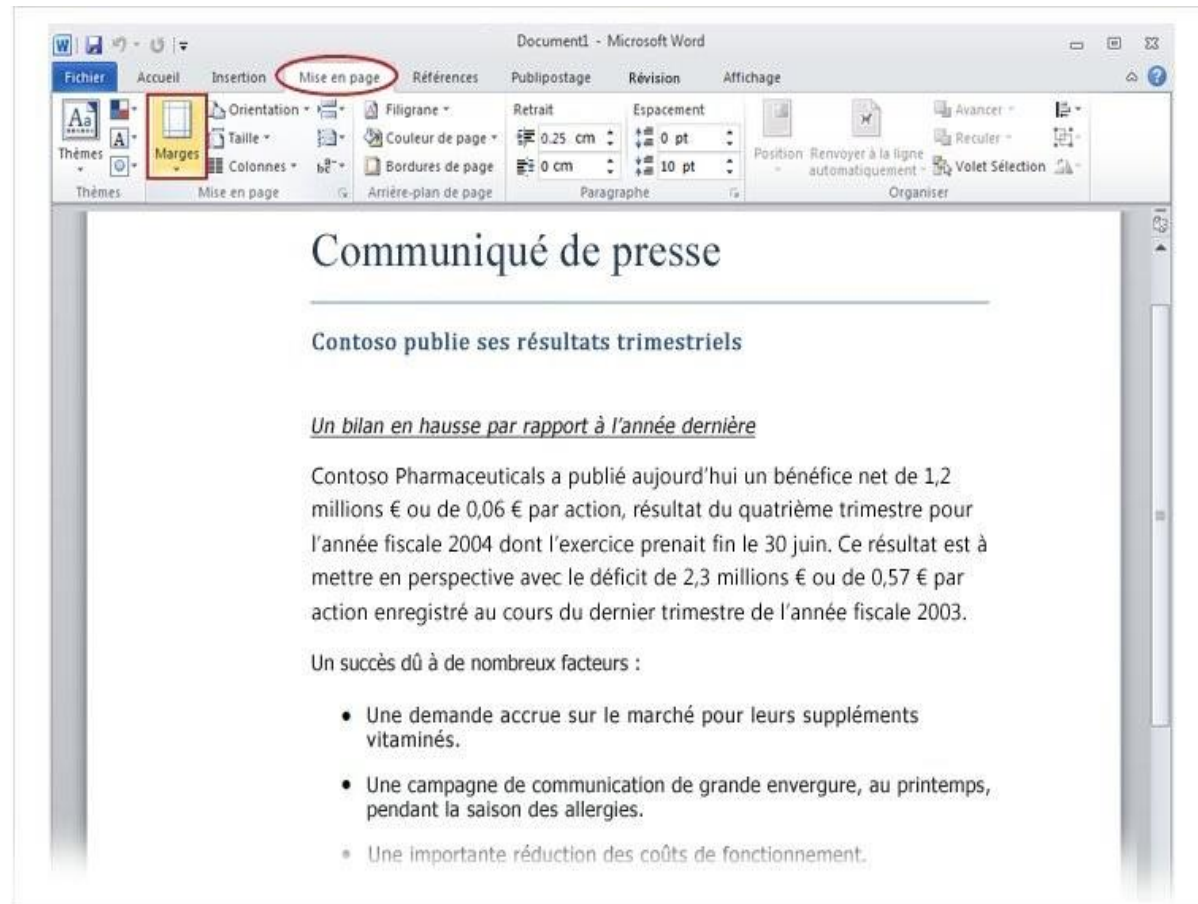 W
Document1 - Microsoft Word
Fichier Accueil Insertion Mise en page Références Publipostage Révision Affichage
Aa Thèmes
A
Marges
Orientation
Taille
Colonnes
Filigrane
Couleur de page
Bordures de page
Retrait
0.25 cm
0 cm
Espacement
0 pt
10 pt
Position
Renvoyer à la ligne
automatiquement
Avancer
Reculer
Volet Sélection
Thèmes Mise en page Arrière-plan de page Paragraphe Organiser
Communiqué de presse
Contoso publie ses résultats trimestriels
Un bilan en hausse par rapport à l'année dernière
Contoso Pharmaceuticals a publié aujourd'hui un bénéfice net de 1,2
millions € ou de 0,06 € par action, résultat du quatrième trimestre pour
l'année fiscale 2004 dont l'exercice prenait fin le 30 juin. Ce résultat est à
mettre en perspective avec le déficit de 2,3 millions € ou de 0,57 € par
action enregistré au cours du dernier trimestre de l'année fiscale 2003.
Un succès dû à de nombreux facteurs :
• Une demande accrue sur le marché pour leurs suppléments
vitaminés.
• Une campagne de communication de grande envergure, au printemps,
pendant la saison des allergies.
• Une importante réduction des coûts de fonctionnement.